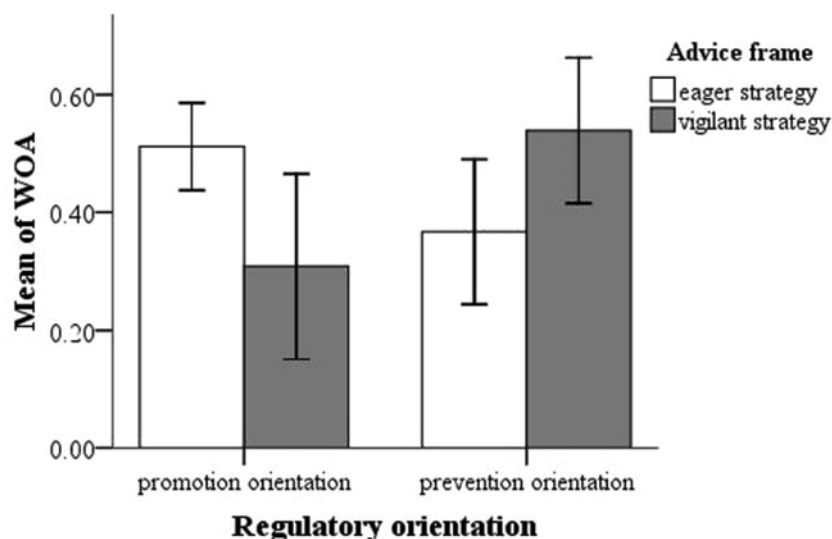 Advice frame
eager strategy
vigilant strategy
Mean of WOA
0.60
0.40
0.20
0.00
promotion orientation
prevention orientation
Regulatory orientation